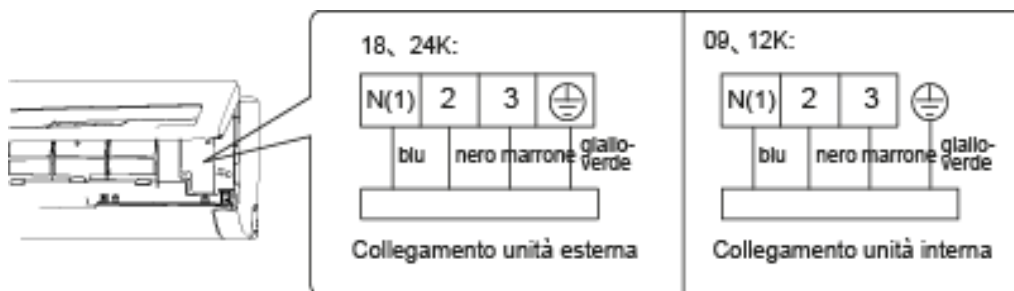 18、24K:
N(1) 2 3
blu nero marrone giallo-
verde
Collegamento unità esterna
09、12K:
N(1) 2 3
blu nero marrone giallo-
verde
Collegamento unità interna